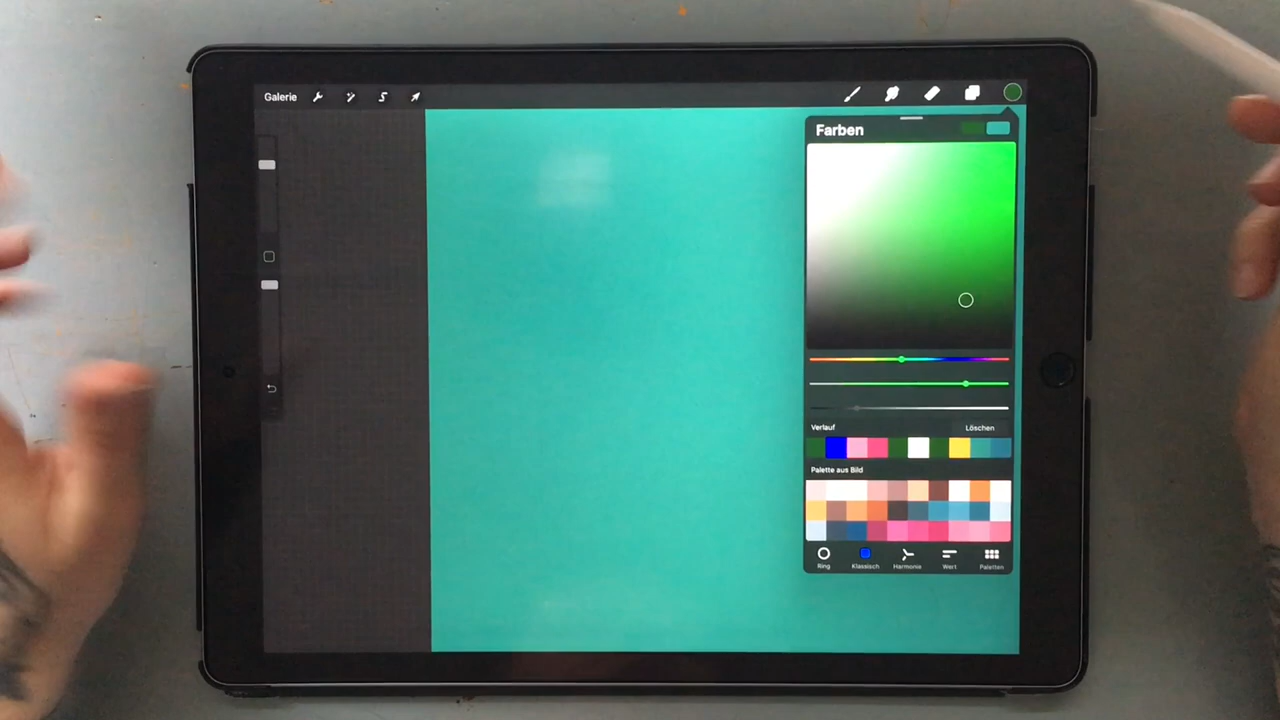 Galerie
Farben
Verlauf
Löschen
Palette aus Bild
Ring
Klassisch
Harmonie
Wert
Paletten